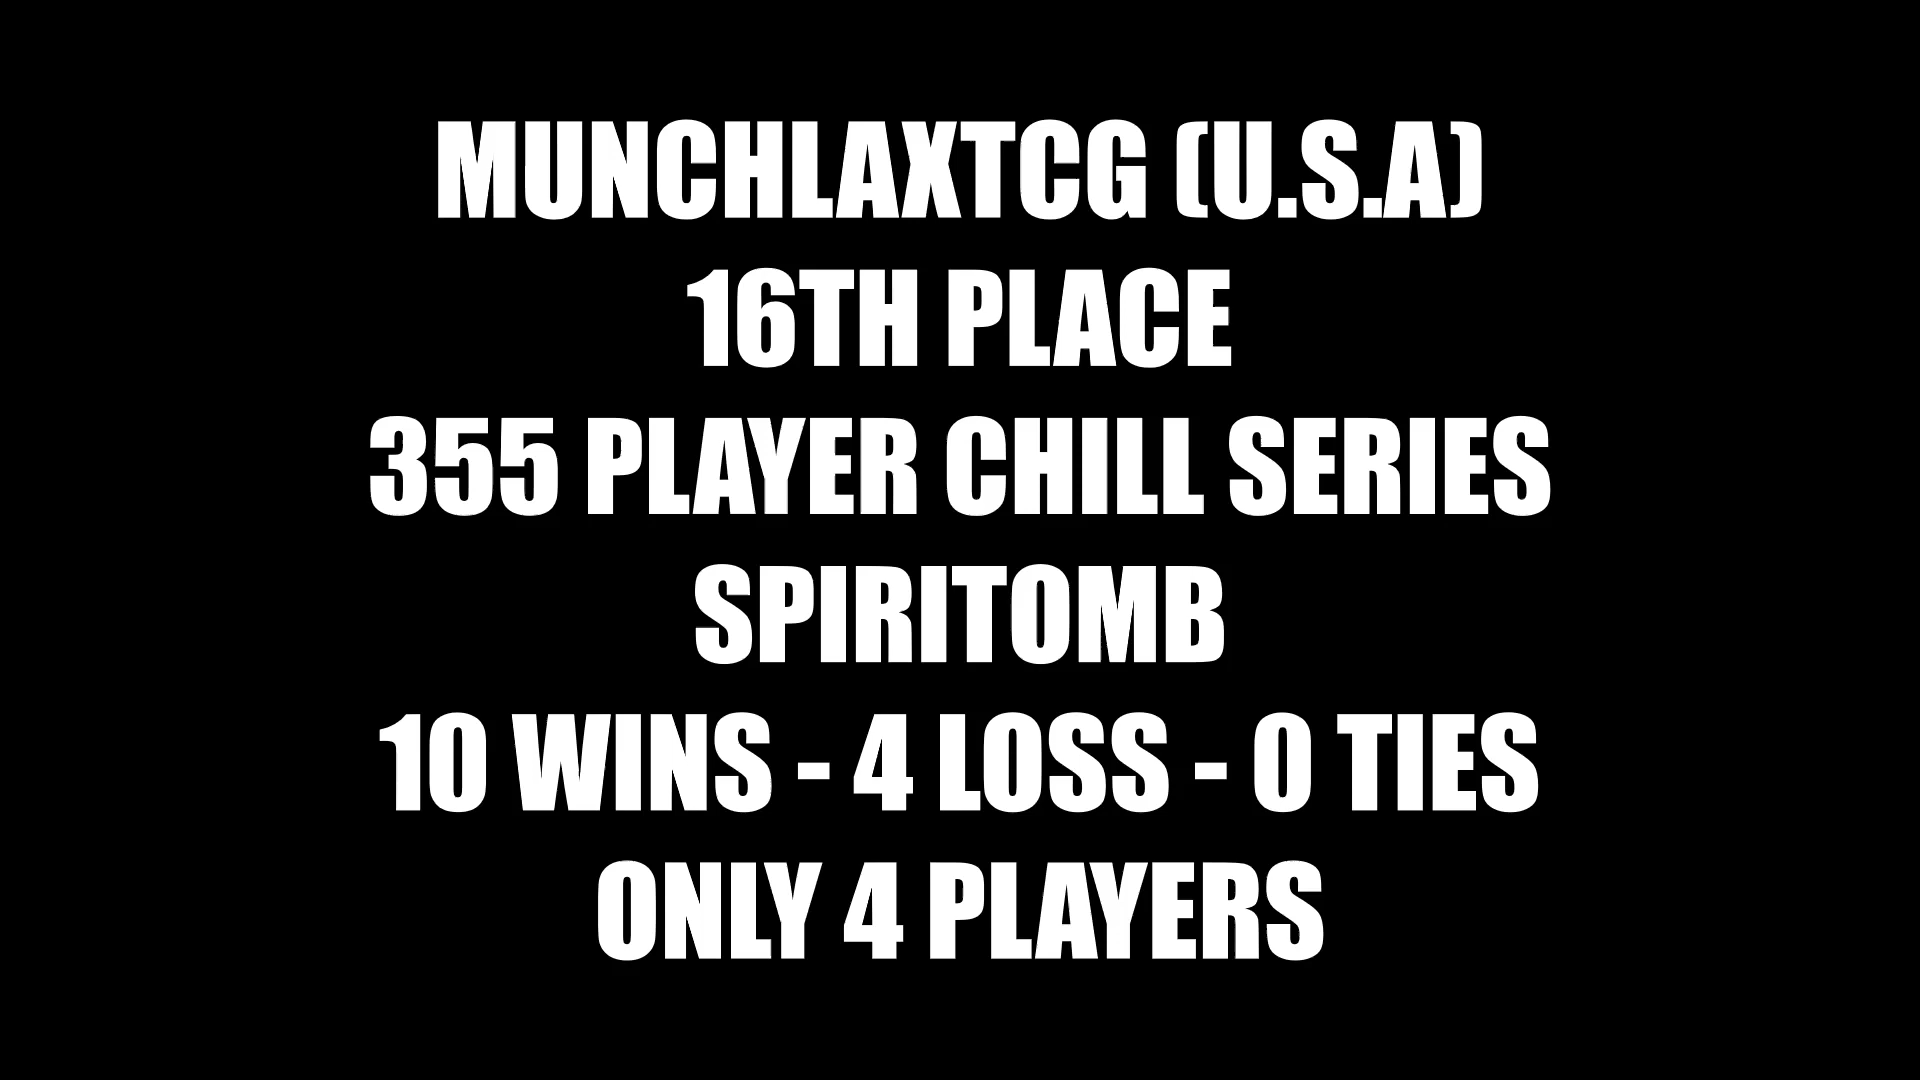 MUNCHLAXTCG (U.S.A)
16TH PLACE
355 PLAYER CHILL SERIES
SPIRITOMB
10 WINS - 4 LOSS - 0 TIES
ONLY 4 PLAYERS